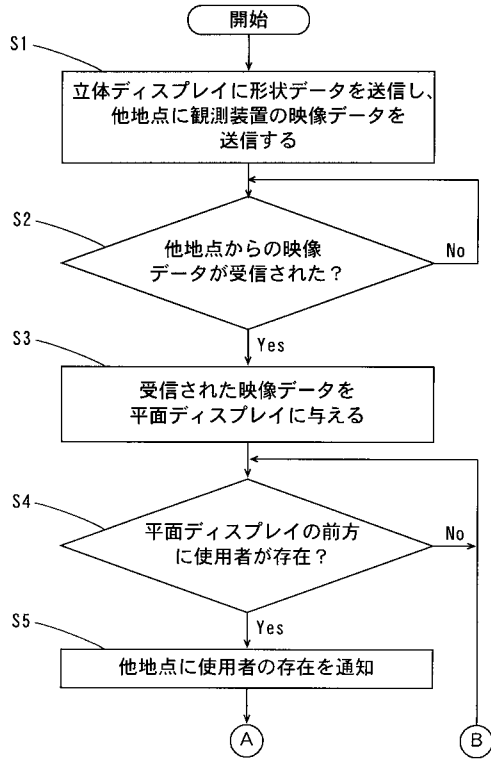 開始
S1
立体ディスプレイに形状データを送信し、
他地点に観測装置の映像データを
送信する
S2
他地点からの映像
データが受信された?
No
Yes
S3
受信された映像データを
平面ディスプレイに与える
S4
平面ディスプレイの前方
に使用者が存在?
No
Yes
S5
他地点に使用者の存在を通知
A
B